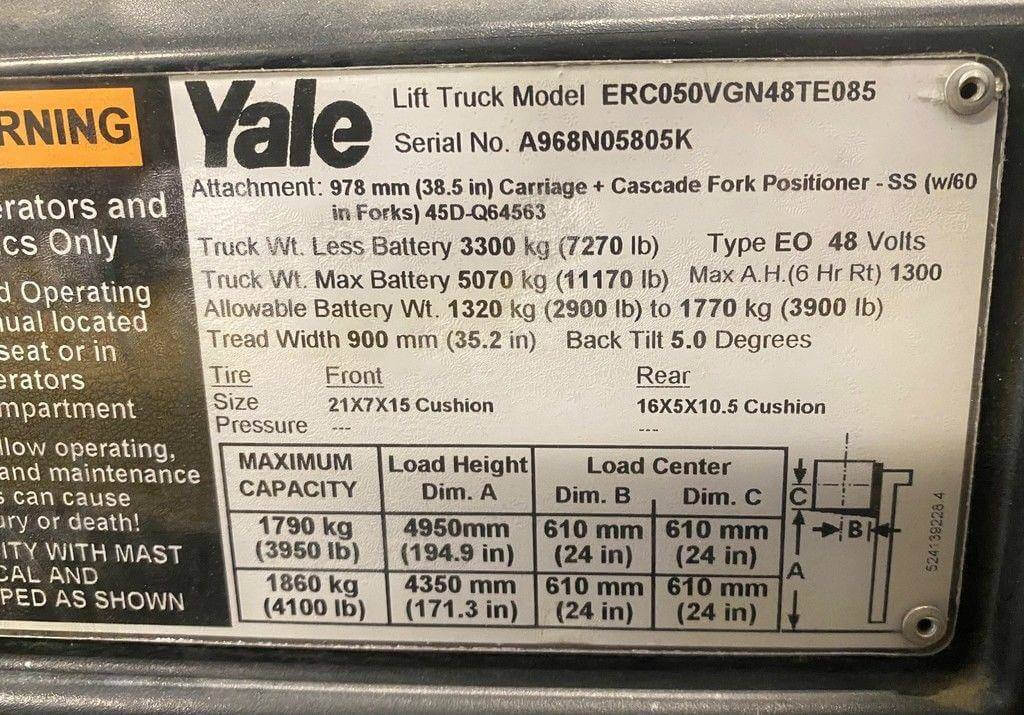 RNING
erators and
cs Only
d Operating
ual located
seat or in
erators
mpartment
llow operating,
and maintenance
s can cause
ury or death!
ITY WITH MAST
CAL AND
PED AS SHOWN
Yale
Lift Truck Model ERC050VGN48TE085
Serial No. A968N05805K
Attachment: 978 mm (38.5 in) Carriage + Cascade Fork Positioner - SS (w/60
in Forks) 45D-Q64563
Truck Wt. Less Battery 3300 kg (7270 lb) Type EO 48 Volts
Truck Wt. Max Battery 5070 kg (11170 lb) Max A.H.(6 Hr Rt) 1300
Allowable Battery Wt. 1320 kg (2900 lb) to 1770 kg (3900 lb)
Tread Width 900 mm (35.2 in) Back Tilt 5.0 Degrees
Tire Front Rear
Size 21X7X15 Cushion 16X5X10.5 Cushion
Pressure --- ---
MAXIMUM Load Height Load Center
CAPACITY Dim. A Dim. B Dim. C
1790 kg 4950mm 610 mm 610 mm
(3950 lb) (194.9 in) (24 in) (24 in)
1860 kg 4350 mm 610 mm 610 mm
(4100 lb) (171.3 in) (24 in) (24 in)
C
B
A
524139228 4